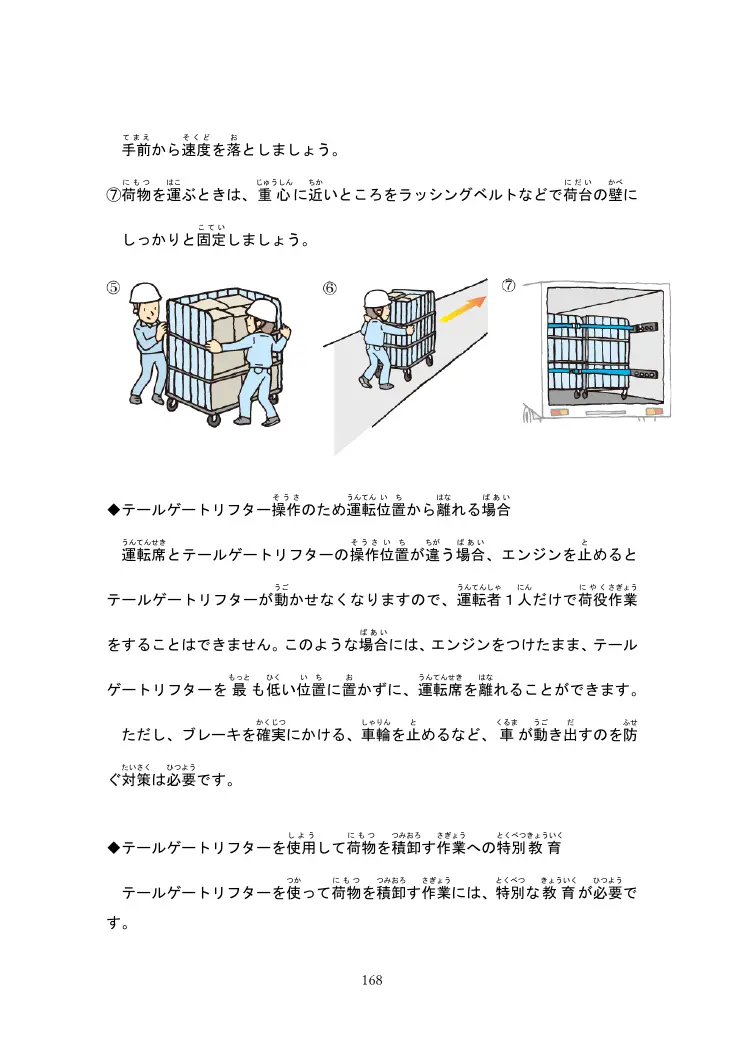 手前から速度を落としましょう。
⑦荷物を運ぶときは、重心に近いところをラッシングベルトなどで荷台の壁に
しっかりと固定しましょう。
⑤ ⑥ ⑦
◆テールゲートリフター操作のため運転位置から離れる場合
運転席とテールゲートリフターの操作位置が違う場合、エンジンを止めると
テールゲートリフターが動かせなくなりますので、運転者1人だけで荷役作業
をすることはできません。このような場合には、エンジンをつけたまま、テール
ゲートリフターを最も低い位置に置かずに、運転席を離れることができます。
ただし、ブレーキを確実にかける、車輪を止めるなど、車が動き出すのを防
ぐ対策は必要です。
◆テールゲートリフターを使用して荷物を積卸す作業への特別教育
テールゲートリフターを使って荷物を積卸す作業には、特別な教育が必要で
す。
168